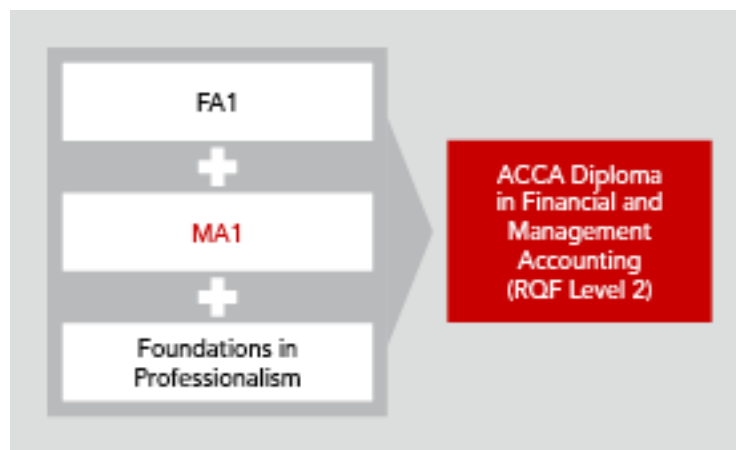 FA1
MA1
Foundations in
Professionalism
ACCA Diploma
in Financial and
Management
Accounting
(RQF Level 2)